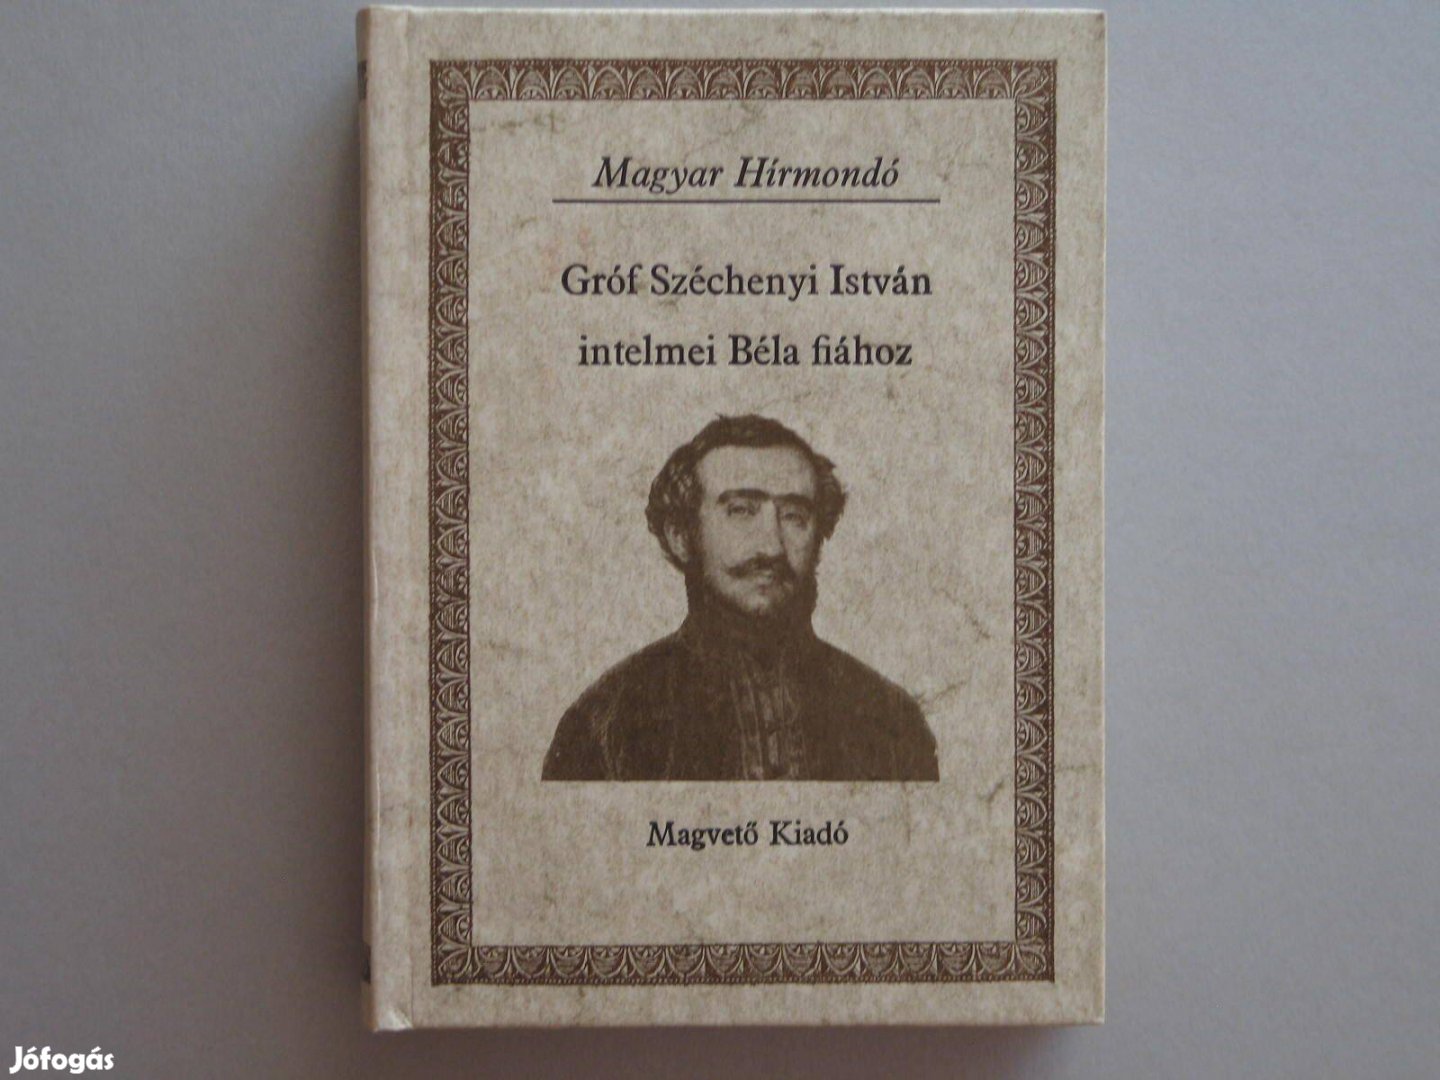 Magyar Hírmondó
Gróf Széchenyi István
intelmei Béla fiához
Magvető Kiadó
Jófogás